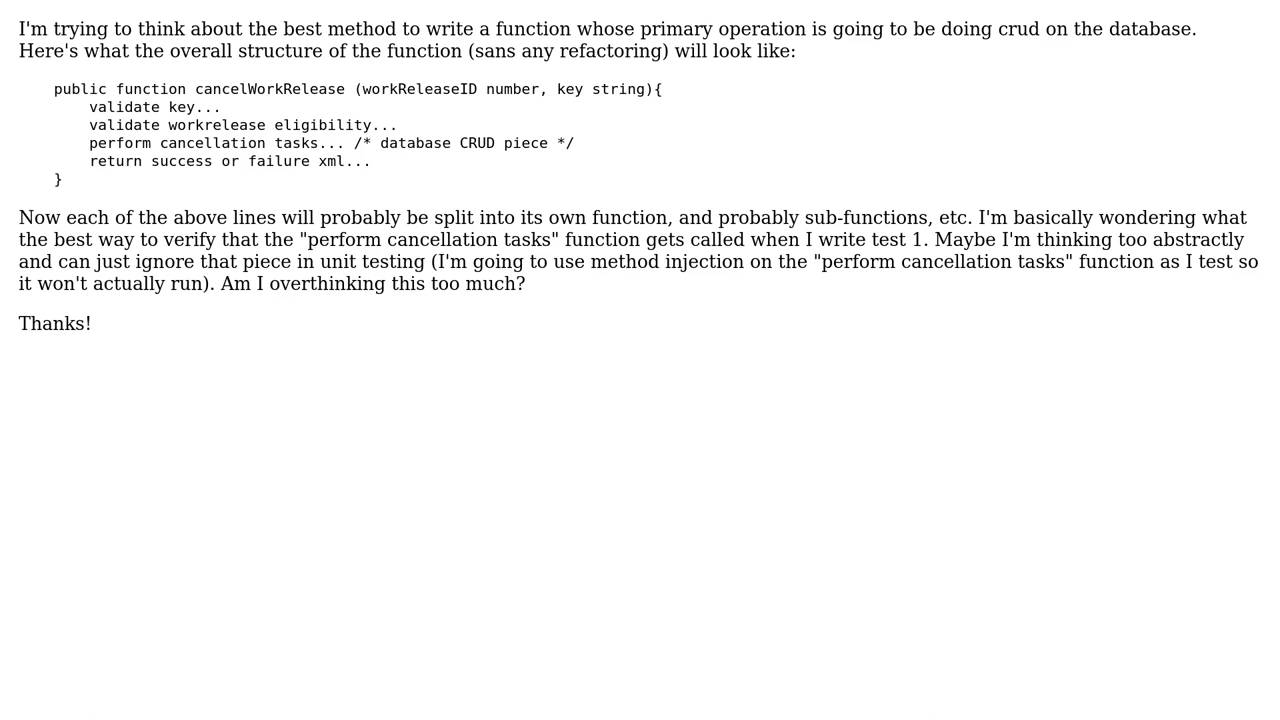 I'm trying to think about the best method to write a function whose primary operation is going to be doing crud on the database.
Here's what the overall structure of the function (sans any refactoring) will look like:
public function cancelWorkRelease (workReleaseID number, key string){
    validate key...
    validate workrelease eligibility...
    perform cancellation tasks... /* database CRUD piece */
    return success or failure xml...
}
Now each of the above lines will probably be split into its own function, and probably sub-functions, etc. I'm basically wondering what
the best way to verify that the "perform cancellation tasks" function gets called when I write test 1. Maybe I'm thinking too abstractly
and can just ignore that piece in unit testing (I'm going to use method injection on the "perform cancellation tasks" function as I test so
it won't actually run). Am I overthinking this too much?
Thanks!